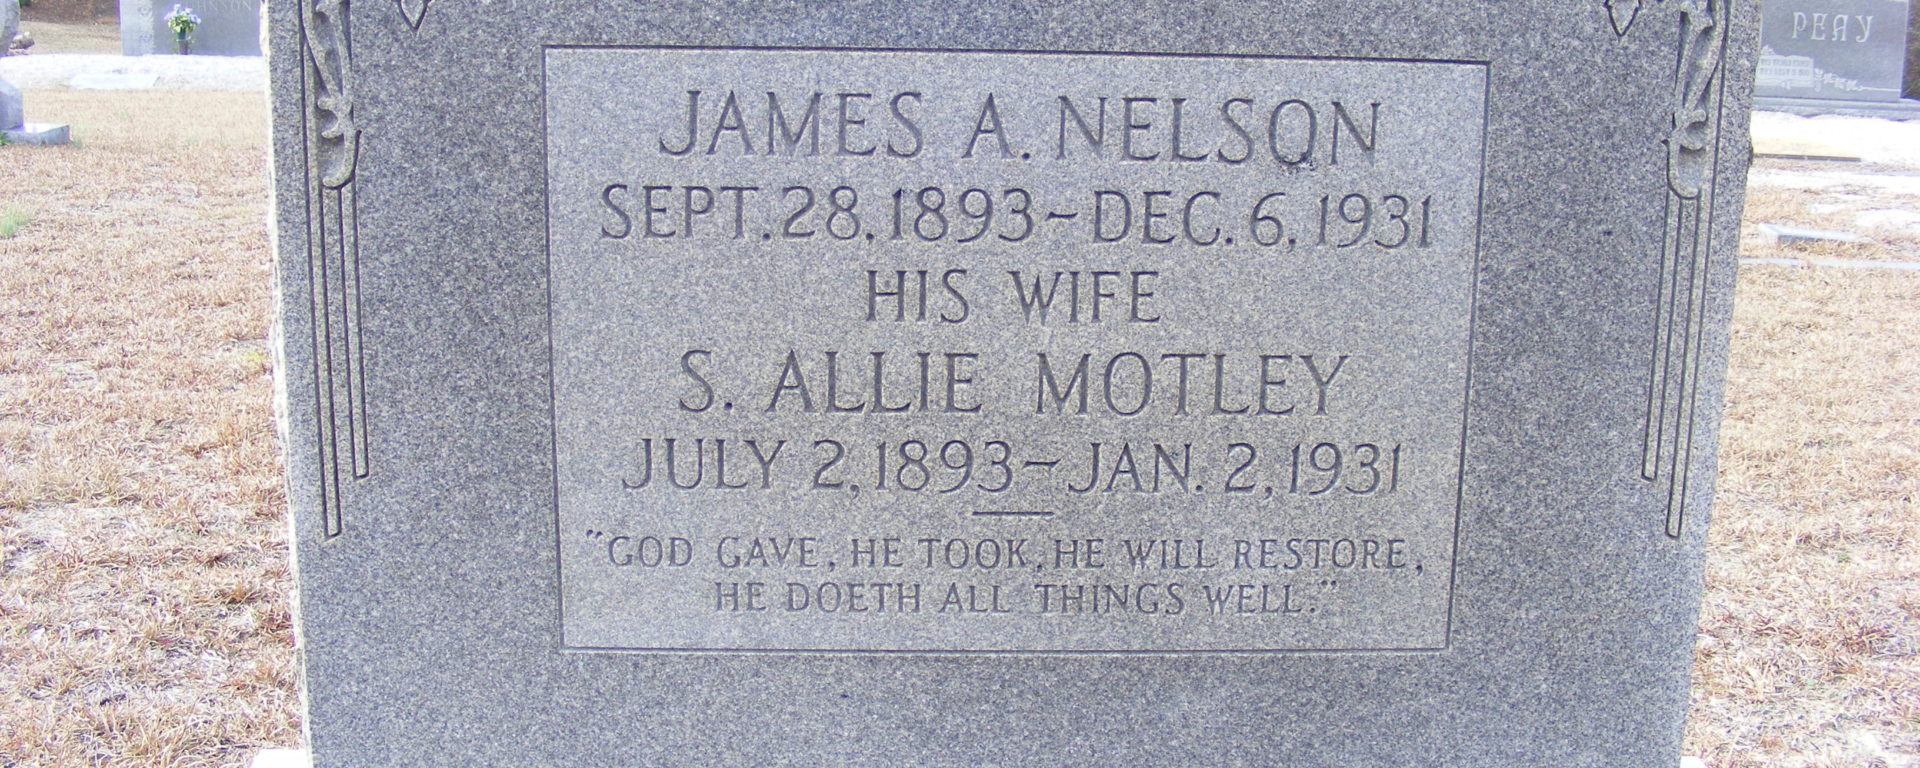 JAMES A. NELSON
SEPT. 28, 1893 ~ DEC. 6, 1931
HIS WIFE
S. ALLIE MOTLEY
JULY 2, 1893 ~ JAN. 2, 1931
"GOD GAVE, HE TOOK, HE WILL RESTORE,
HE DOETH ALL THINGS WELL."
PEAY